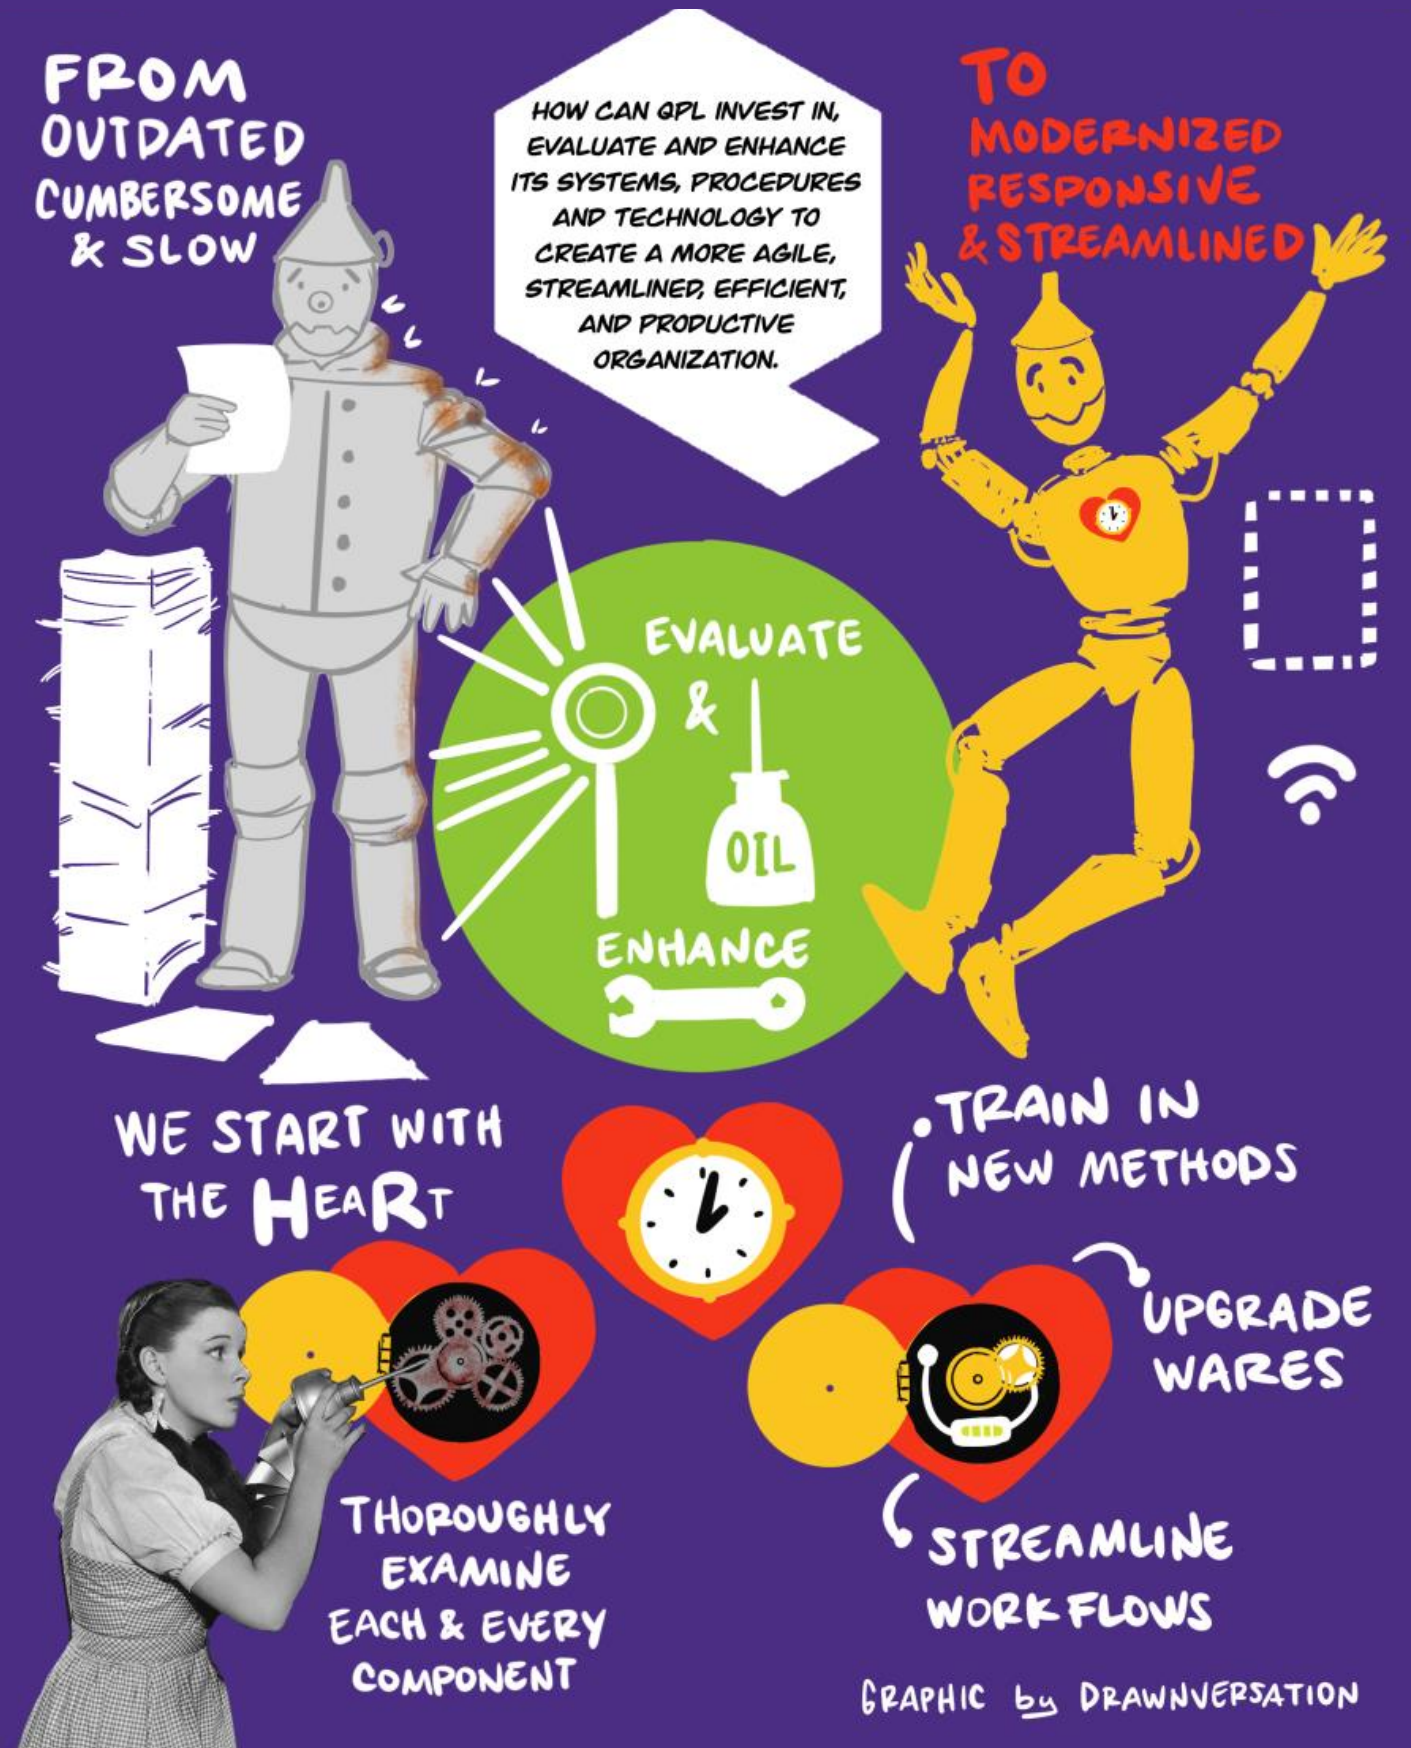 FROM
OUTDATED
CUMBERSOME
& SLOW
HOW CAN QPL INVEST IN,
EVALUATE AND ENHANCE
ITS SYSTEMS, PROCEDURES
AND TECHNOLOGY TO
CREATE A MORE AGILE,
STREAMLINED, EFFICIENT,
AND PRODUCTIVE
ORGANIZATION.
TO
MODERNIZED
RESPONSIVE
& STREAMLINED
EVALUATE
&
OIL
ENHANCE
WE START WITH
THE HEART
TRAIN IN
NEW METHODS
UPGRADE
WARES
THOROUGHLY
EXAMINE
EACH & EVERY
COMPONENT
STREAMLINE
WORK FLOWS
GRAPHIC by DRAWNVERSATION